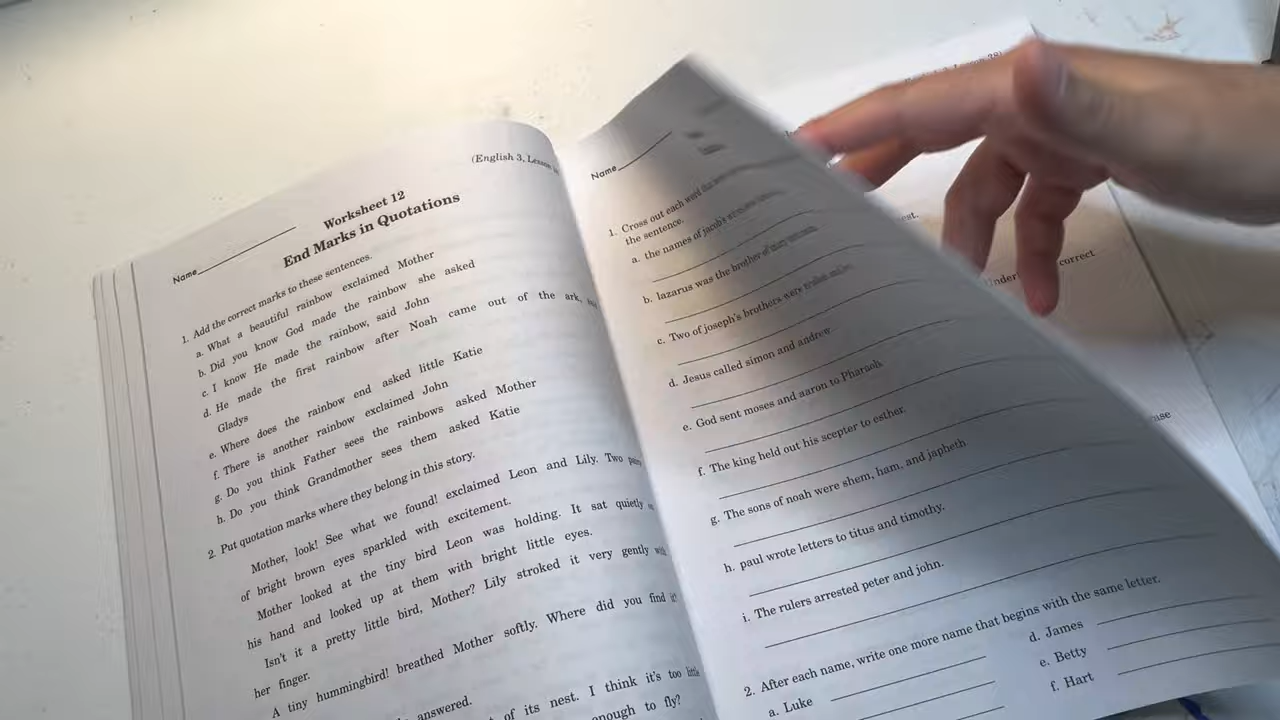 (English 3, Lesson
Worksheet 12
End Marks in Quotations
Name
1. Add the correct marks to these sentences.
a. What a beautiful rainbow exclaimed Mother
b. Did you know God made the rainbow she asked
c. I know He made the rainbow, said John
d. He made the first rainbow after Noah came out of the ark,
Gladys
e. Where does the rainbow end asked little Katie
f. There is another rainbow exclaimed John
g. Do you think Father sees the rainbows asked Mother
h. Do you think Grandmother sees them asked Katie
2. Put quotation marks where they belong in this story.
Mother, look! See what we found! exclaimed Leon and Lily. Two
of bright brown eyes sparkled with excitement.
Mother looked at the tiny bird Leon was holding. It sat quietly
his hand and looked up at them with bright little eyes.
Isn't it a pretty little bird, Mother? Lily stroked it very gently with
her finger.
A tiny hummingbird! breathed Mother softly. Where did you find it?
answered.
of its nest. I think it's too little
enough to fly?
Name
1. Cross out each word that
the sentence.
a. the names of jacob's
b. lazarus was the brother of
c. Two of joseph's brothers were
d. Jesus called simon and andrew.
e. God sent moses and aaron to Pharaoh.
f. The king held out his scepter to esther.
g. The sons of noah were shem, ham, and japheth
h. paul wrote letters to titus and timothy.
i. The rulers arrested peter and john.
2. After each name, write one more name that begins with the same letter.
a. Luke
d. James
e. Betty
f. Hart
correct